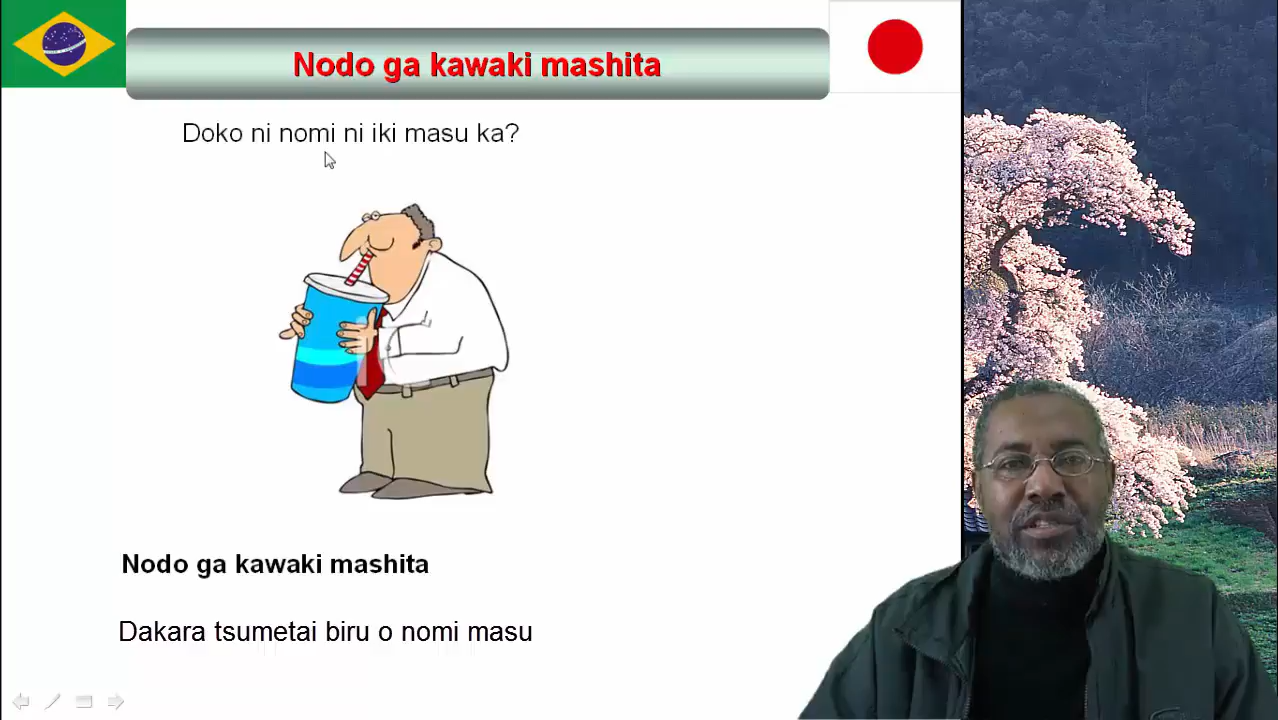 Nodo ga kawaki mashita
Doko ni nomi ni iki masu ka?
Nodo ga kawaki mashita
Dakara tsumetai biru o nomi masu